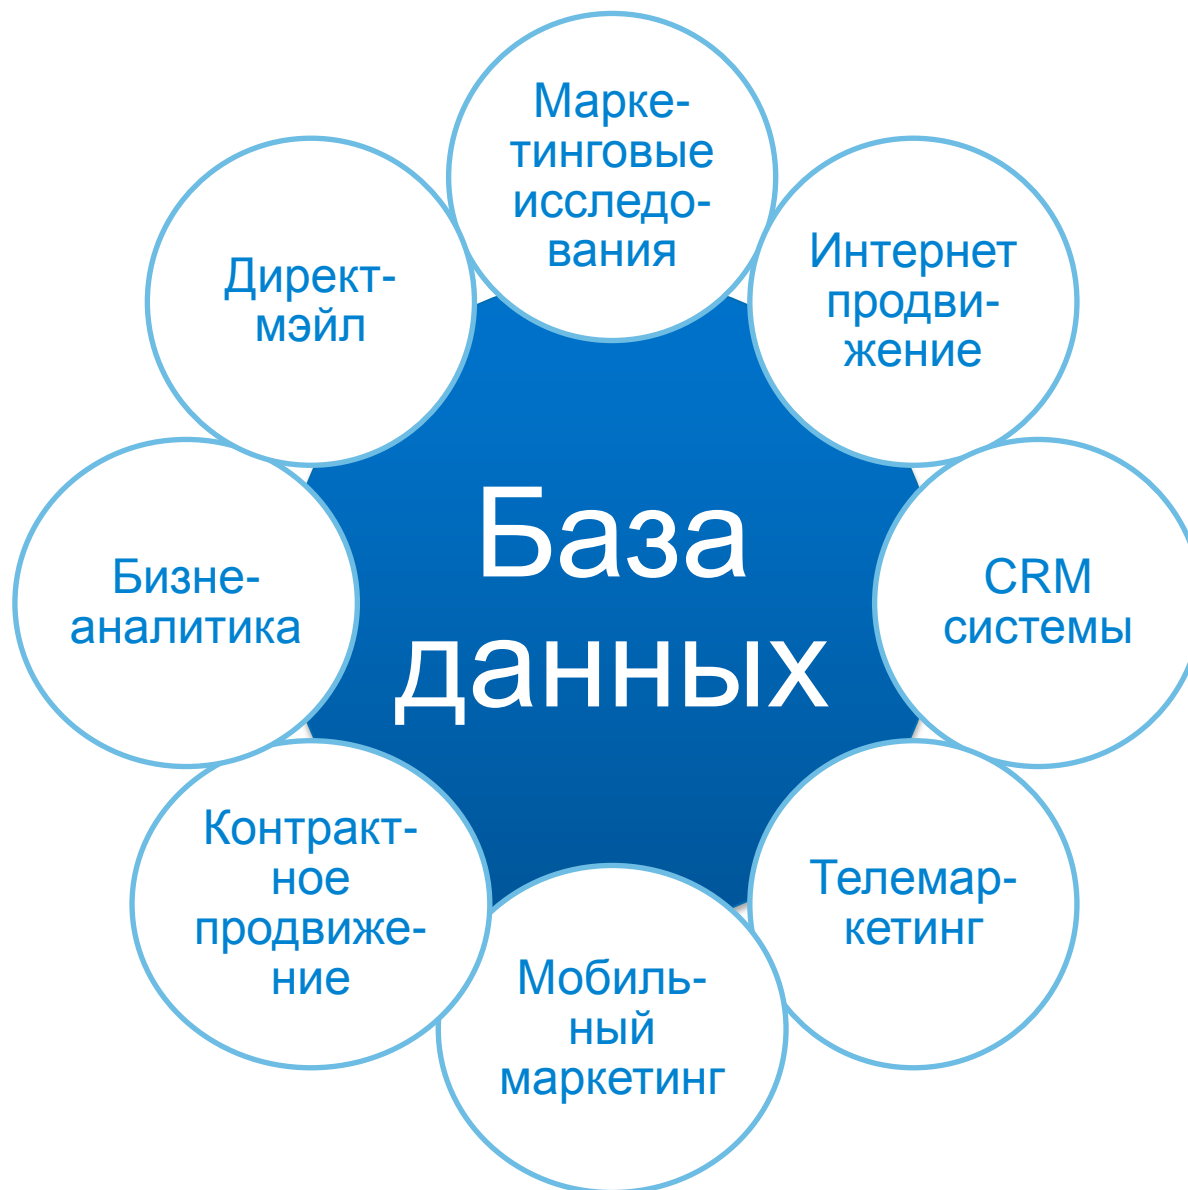 Марке-
тинговые
исследо-
вания
Интернет
продви-
жение
CRM
системы
Телемар-
кетинг
Мобиль-
ный
маркетинг
Контракт-
ное
продвиже-
ние
Бизне-
аналитика
Директ-
мэйл
База
данных